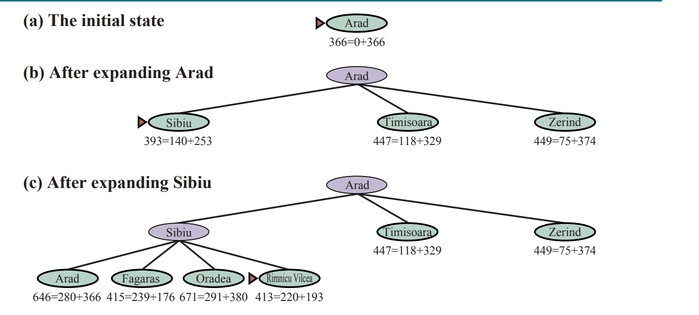 (a) The initial state
Arad
366=0+366
(b) After expanding Arad
Arad
Sibiu Timisoara Zerind
393=140+253 447=118+329 449=75+374
(c) After expanding Sibiu
Arad
Sibiu Timisoara Zerind
447=118+329 449=75+374
Arad Fagaras Oradea Rimnicu Vilcea
646=280+366 415=239+176 671=291+380 413=220+193